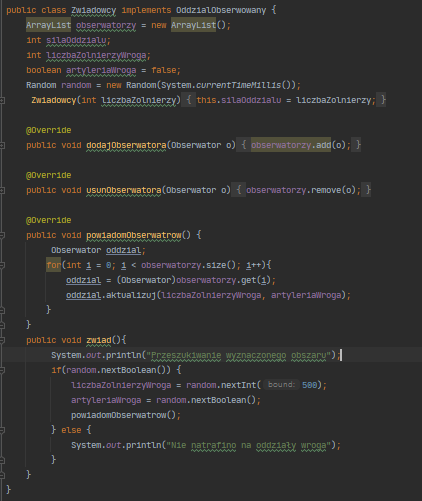 public class Zwiadowcy implements OddzialObserwowany {
ArrayList obserwatorzy = new ArrayList();
int silaOddzialu;
int liczbaZolnierzyWroga;
boolean artyleriaWroga = false;
Random random = new Random(System.currentTimeMillis());
Zwiadowcy(int liczbaZolnierzy) { this.silaOddzialu = liczbaZolnierzy; }
@Override
public void dodajObserwatora(Obserwator o) { obserwatorzy.add(o); }
@Override
public void usunObserwatora(Obserwator o) { obserwatorzy.remove(o); }
@Override
public void powiadomObserwatrow() {
Obserwator oddzial;
for(int i = 0; i < obserwatorzy.size(); i++){
oddzial = (Obserwator)obserwatorzy.get(i);
oddzial.aktualizuj(liczbaZolnierzyWroga, artyleriaWroga);
}
}
public void zwiad(){
System.out.println("Przeszukiwanie wyznaczonego obszaru");
if(random.nextBoolean()) {
liczbaZolnierzyWroga = random.nextInt( bound: 500);
artyleriaWroga = random.nextBoolean();
powiadomObserwatrow();
} else {
System.out.println("Nie natrafino na oddzialy wroga");
}
}
}